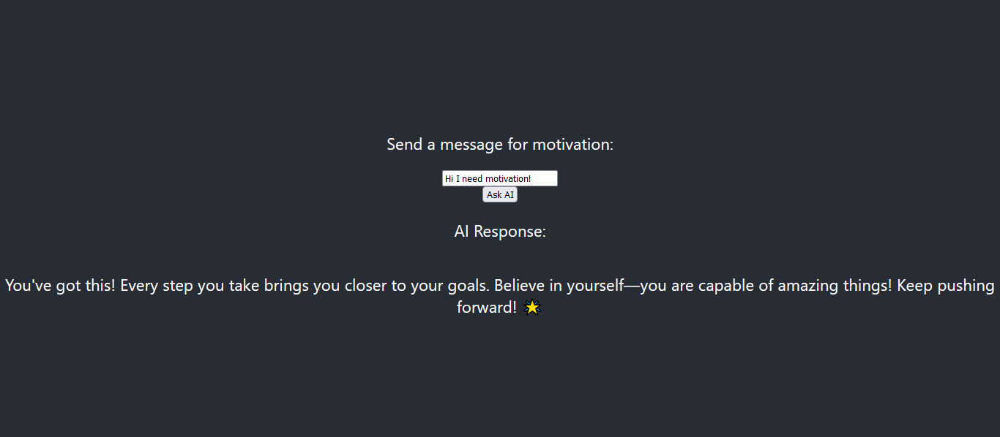 Send a message for motivation:
Hi I need motivation!
Ask AI
AI Response:
You've got this! Every step you take brings you closer to your goals. Believe in yourself—you are capable of amazing things! Keep pushing
forward! 🌟